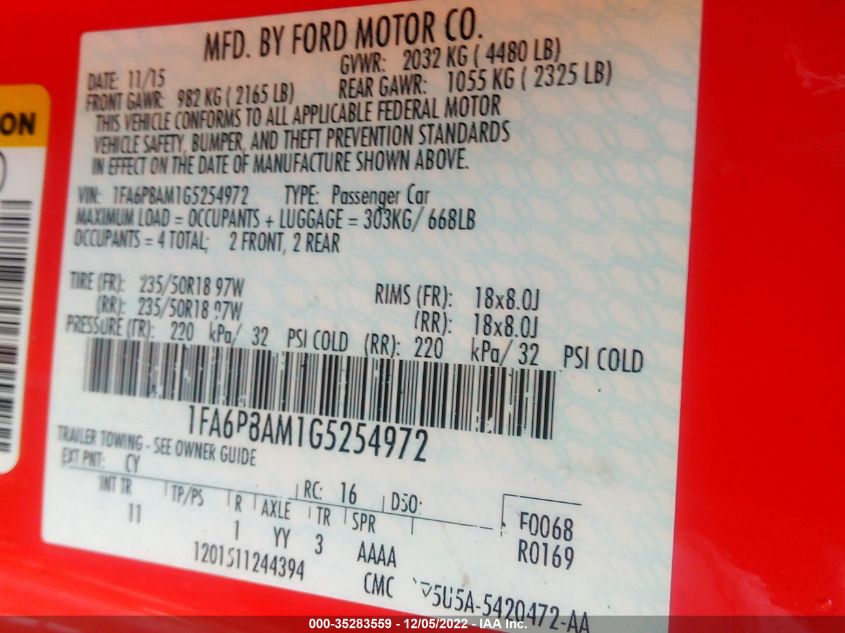 MFD. BY FORD MOTOR CO.
DATE: 11/15 GVWR: 2032 KG ( 4480 LB)
FRONT GAWR: 982 KG ( 2165 LB) REAR GAWR: 1055 KG ( 2325 LB)
THIS VEHICLE CONFORMS TO ALL APPLICABLE FEDERAL MOTOR
VEHICLE SAFETY, BUMPER, AND THEFT PREVENTION STANDARDS
IN EFFECT ON THE DATE OF MANUFACTURE SHOWN ABOVE.
VIN: 1FA6P8AM1G5254972 TYPE: Passenger Car
MAXIMUM LOAD = OCCUPANTS + LUGGAGE = 303KG/ 668LB
OCCUPANTS = 4 TOTAL; 2 FRONT, 2 REAR
TIRE (FR): 235/50R18 97W RIMS (FR): 18x8.0J
(RR): 235/50R18 97W (RR): 18x8.0J
PRESSURE (FR): 220 kPa/ 32 PSI COLD (RR): 220 kPa/ 32 PSI COLD
1FA6P8AM1G5254972
TRAILER TOWING - SEE OWNER GUIDE
EXT PNT: CY RC: 16 DSO:
INT TR TP/PS R AXLE TR SPR F0068
11 1 YY 3 AAAA R0169
1201511244394 CMC 5U5A-5420472-AA
ON
000-35283559 - 12/05/2022 - IAA Inc.